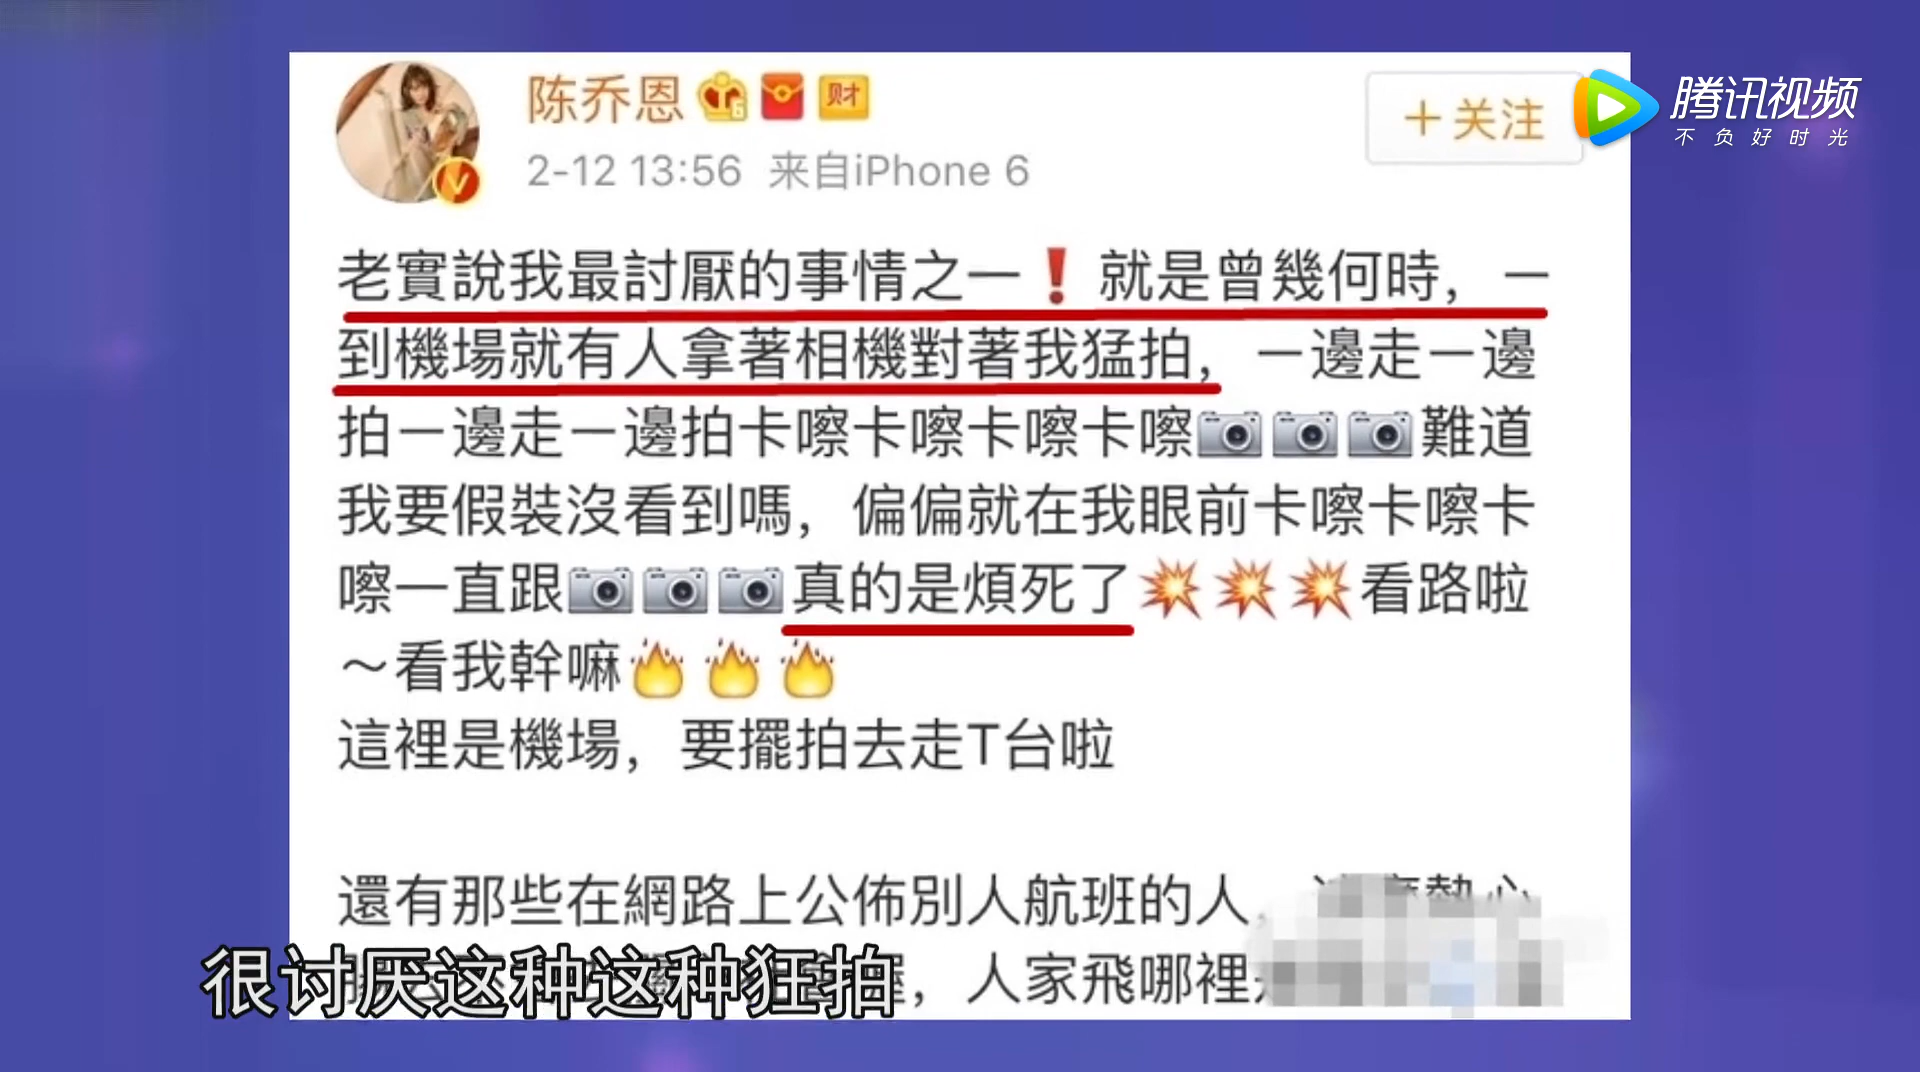 陈乔恩 6 财
+关注
腾讯视频
不负好时光
2-12 13:56 来自iPhone 6
老實說我最討厭的事情之一❗就是曾幾何時，一
到機場就有人拿著相機對著我猛拍，一邊走一邊
拍一邊走一邊拍卡嚓卡嚓卡嚓卡嚓📷📷📷難道
我要假裝沒看到嗎，偏偏就在我眼前卡嚓卡嚓卡
嚓一直跟📷📷📷真的是煩死了💥💥💥看路啦
～看我幹嘛🔥🔥🔥
這裡是機場，要擺拍去走T台啦
還有那些在網路上公佈別人航班的人，熱心
，人家飛哪裡
很讨厌这种这种狂拍